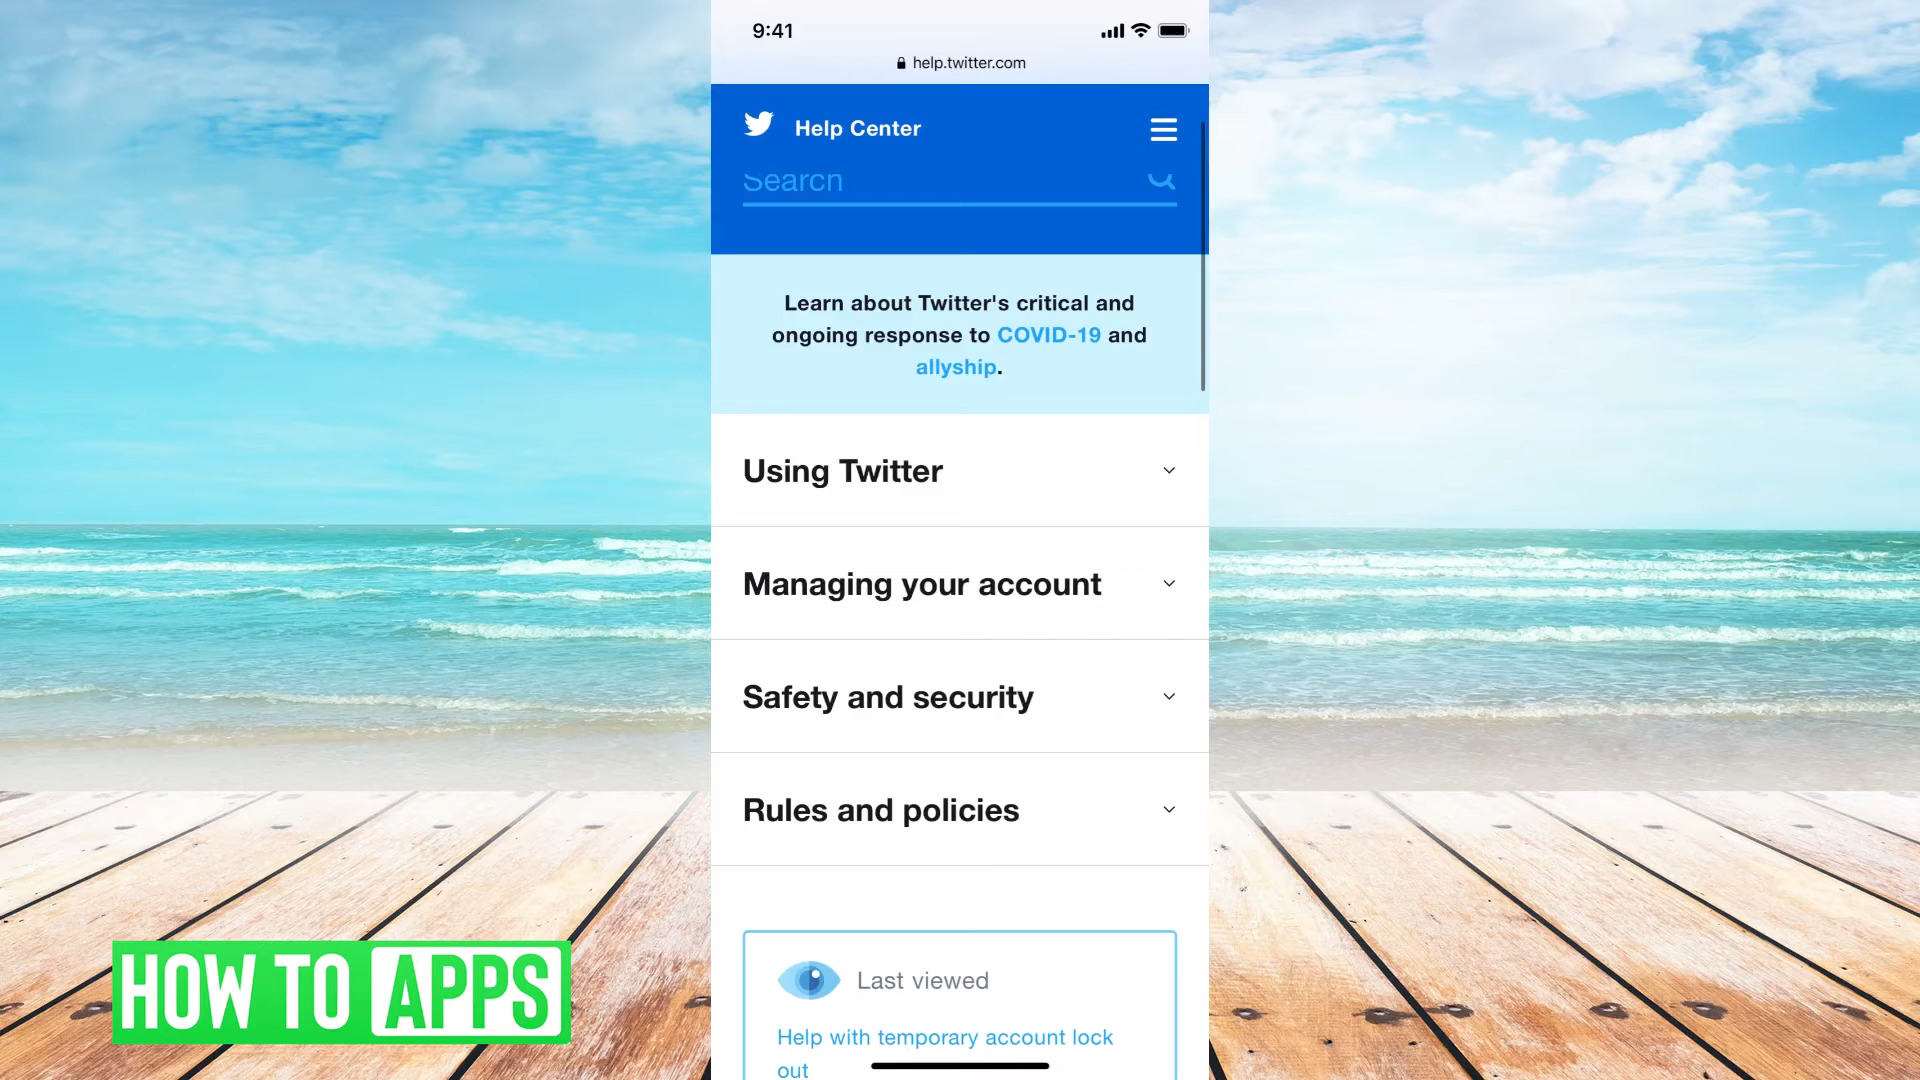 9:41
help.twitter.com
Help Center
Search
Learn about Twitter's critical and
ongoing response to COVID-19 and
allyship.
Using Twitter
Managing your account
Safety and security
Rules and policies
Last viewed
Help with temporary account lock
out
HOW TO APPS